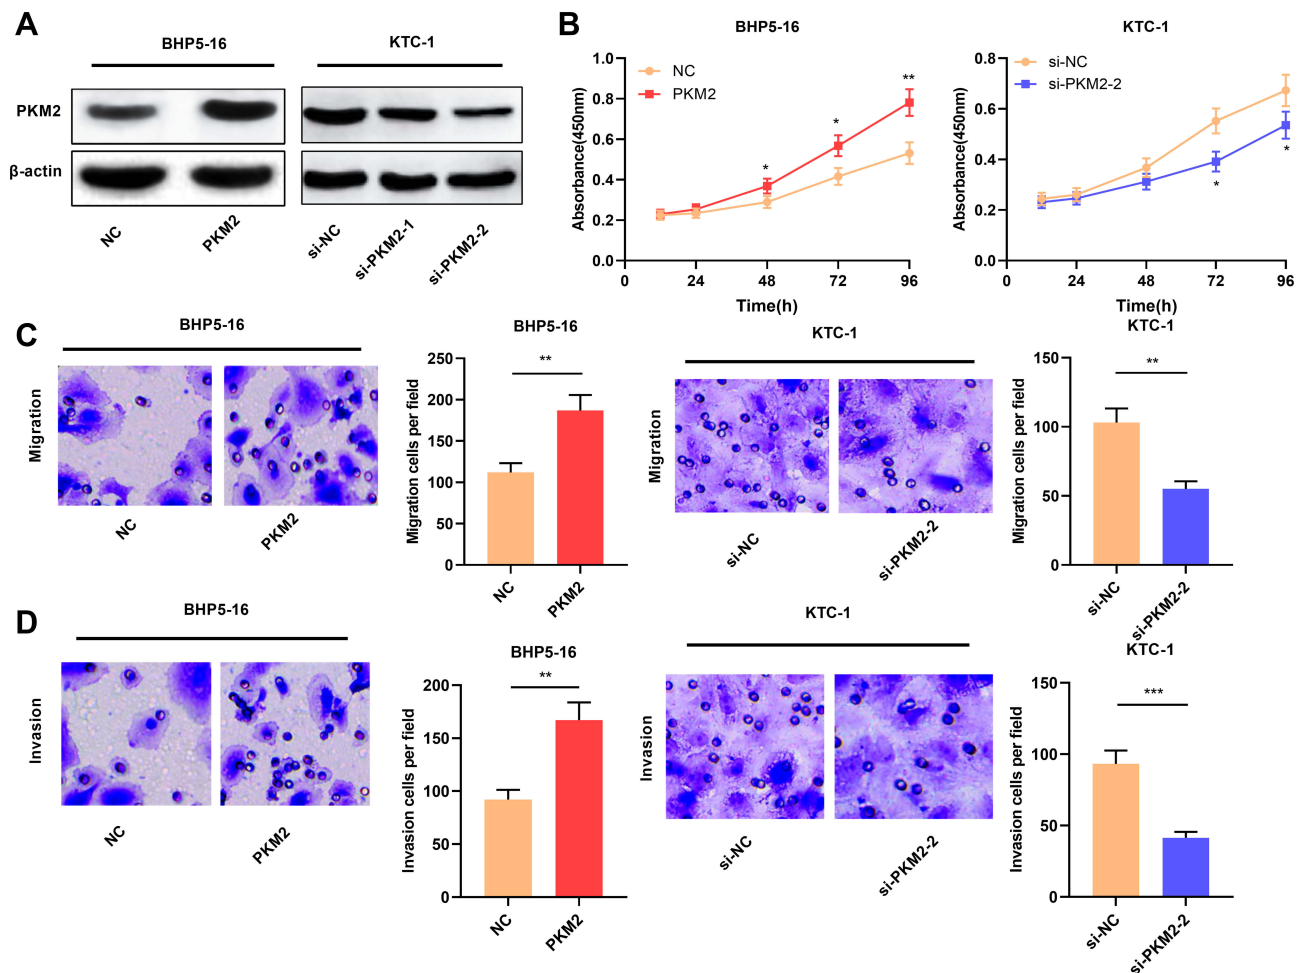 A
BHP5-16
KTC-1
PKM2
β-actin
NC
PKM2
si-NC
si-PKM2-1
si-PKM2-2
B
BHP5-16
NC
PKM2
Absorbance(450nm)
1.0
0.8
0.6
0.4
0.2
0.0
*
*
**
0
24
48
72
96
Time(h)
KTC-1
si-NC
si-PKM2-2
Absorbance(450nm)
0.8
0.6
0.4
0.2
0.0
*
*
0
24
48
72
96
Time(h)
C
BHP5-16
Migration
NC
PKM2
BHP5-16
Migration cells per field
250
200
150
100
50
0
**
NC
PKM2
KTC-1
Migration
si-NC
si-PKM2-2
KTC-1
Migration cells per field
150
100
50
0
**
si-NC
si-PKM2-2
D
BHP5-16
Invasion
NC
PKM2
BHP5-16
Invasion cells per field
200
150
100
50
0
**
NC
PKM2
KTC-1
Invasion
si-NC
si-PKM2-2
KTC-1
Invasion cells per field
150
100
50
0
***
si-NC
si-PKM2-2